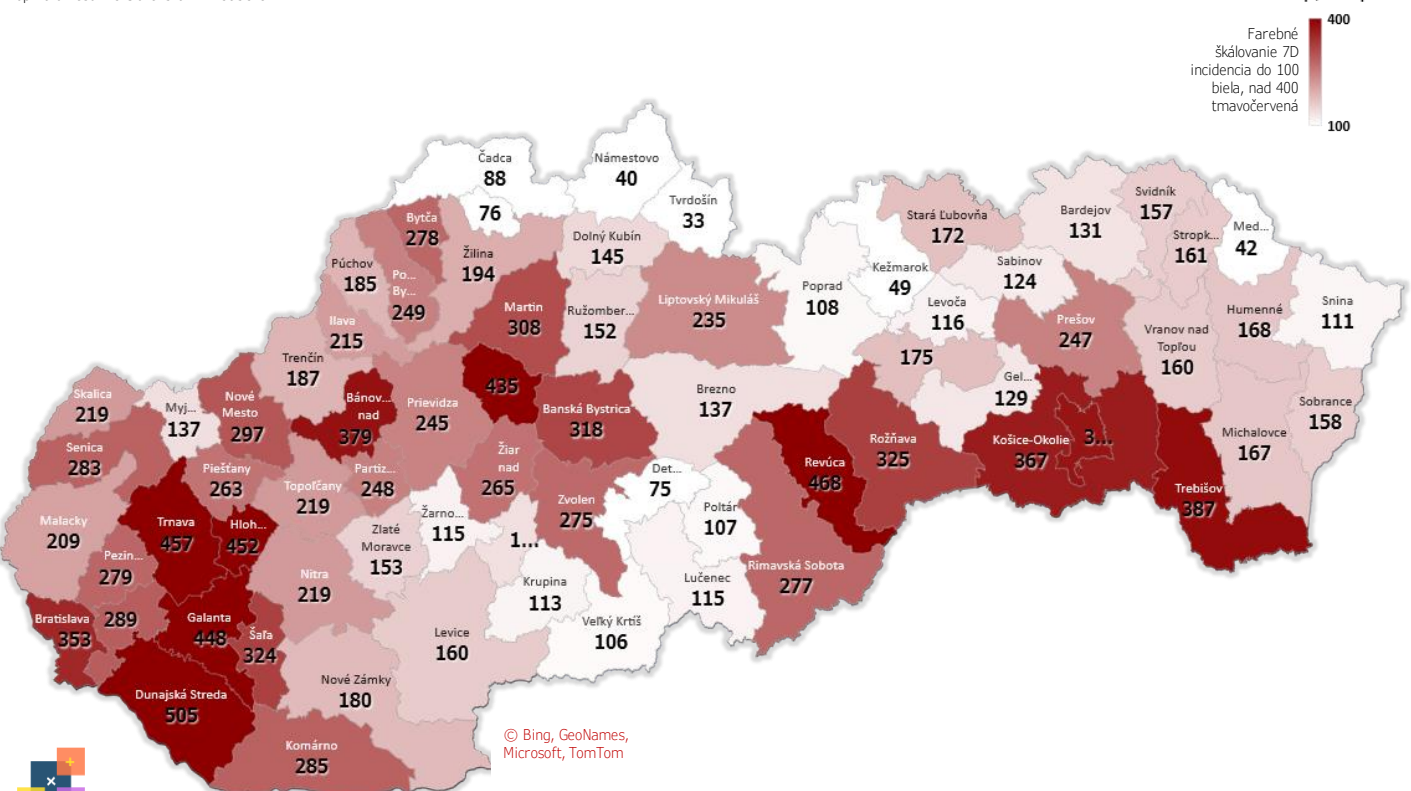 400
Farebné
škálovanie 7D
incidencia do 100
biela, nad 400
tmavočervená
100
Čadca
88
Námestovo
40
76
Tvrdošín
33
Bytča
278
Žilina
194
Dolný Kubín
145
Púchov
185
Po...
By...
249
Ilava
215
Martin
308
Ružomber...
152
Liptovský Mikuláš
235
Poprad
108
Kežmarok
49
Stará Ľubovňa
172
Levoča
116
Sabinov
124
Bardejov
131
Svidník
157
Stropk...
161
Med...
42
Snina
111
Humenné
168
Vranov nad
Topľou
160
Prešov
247
175
Gel...
129
Trenčín
187
Bánov...
nad
379
Prievidza
245
435
Banská Bystrica
318
Brezno
137
Skalica
219
Myj...
137
Nové
Mesto
297
Senica
283
Piešťany
263
Topoľčany
219
Partiz...
248
Žiar
nad
265
Zvolen
275
Det...
75
Poltár
107
Revúca
468
Rožňava
325
Košice-Okolie
367
3...
Trebišov
387
Michalovce
167
Sobrance
158
Malacky
209
Trnava
457
Hloh...
452
Pezin...
279
Nitra
219
Zlaté
Moravce
153
Žarno...
115
1...
Krupina
113
Lučenec
115
Rimavská Sobota
277
Bratislava
353
289
Galanta
448
Šaľa
324
Levice
160
Veľký Krtíš
106
Nové Zámky
180
Dunajská Streda
505
Komárno
285
© Bing, GeoNames,
Microsoft, TomTom